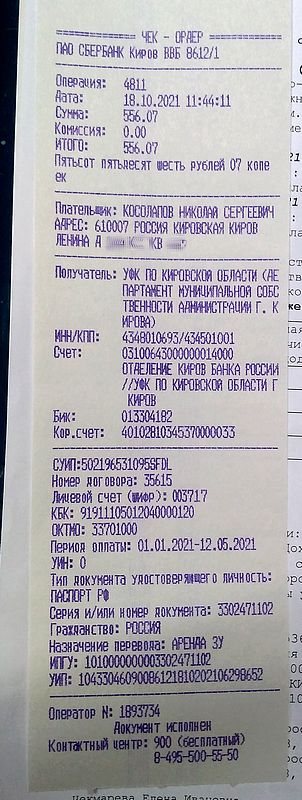 ЧЕК - ОРДЕР
ПАО СБЕРБАНК Киров ВВБ 8612/1
Операция: 4811
Дата: 18.10.2021 11:44:11
Сумма: 556.07
Комиссия: 0.00
ИТОГО: 556.07
Пятьсот пятьдесят шесть рублей 07 копе
ек
Плательщик: КОСОЛАПОВ НИКОЛАЙ СЕРГЕЕВИЧ
АДРЕС: 610007 РОССИЯ КИРОВСКАЯ КИРОВ
ЛЕНИНА Д КВ
Получатель: УФК ПО КИРОВСКОЙ ОБЛАСТИ (ДЕ
ПАРТАМЕНТ МУНИЦИПАЛЬНОЙ СОБС
ТВЕННОСТИ АДМИНИСТРАЦИИ Г. К
ИРОВА)
ИНН/КПП: 4348010693/434501001
Счет: 03100643000000014000
ОТДЕЛЕНИЕ КИРОВ БАНКА РОССИИ
//УФК ПО КИРОВСКОЙ ОБЛАСТИ Г
КИРОВ
Бик: 013304182
Кор.счет: 40102810345370000033
СУИП:502196531095SFDL
Номер договора: 35615
Лицевой счет (шифр): 003717
КБК: 91911105012040000120
ОКТМО: 33701000
Период оплаты: 01.01.2021-12.05.2021
УИН: 0
Тип документа удостоверяющего личность:
ПАСПОРТ РФ
Серия и/или номер документа: 3302471102
Гражданство: РОССИЯ
Назначение перевода: АРЕНДА ЗУ
ИПГУ: 1010000000003302471102
УИП: 10433046090086121810202106298652
Оператор N: 1893734
Документ исполнен
Контактный центр: 900 (бесплатный)
8-495-500-55-50
Чекмарева Елена Ивановна